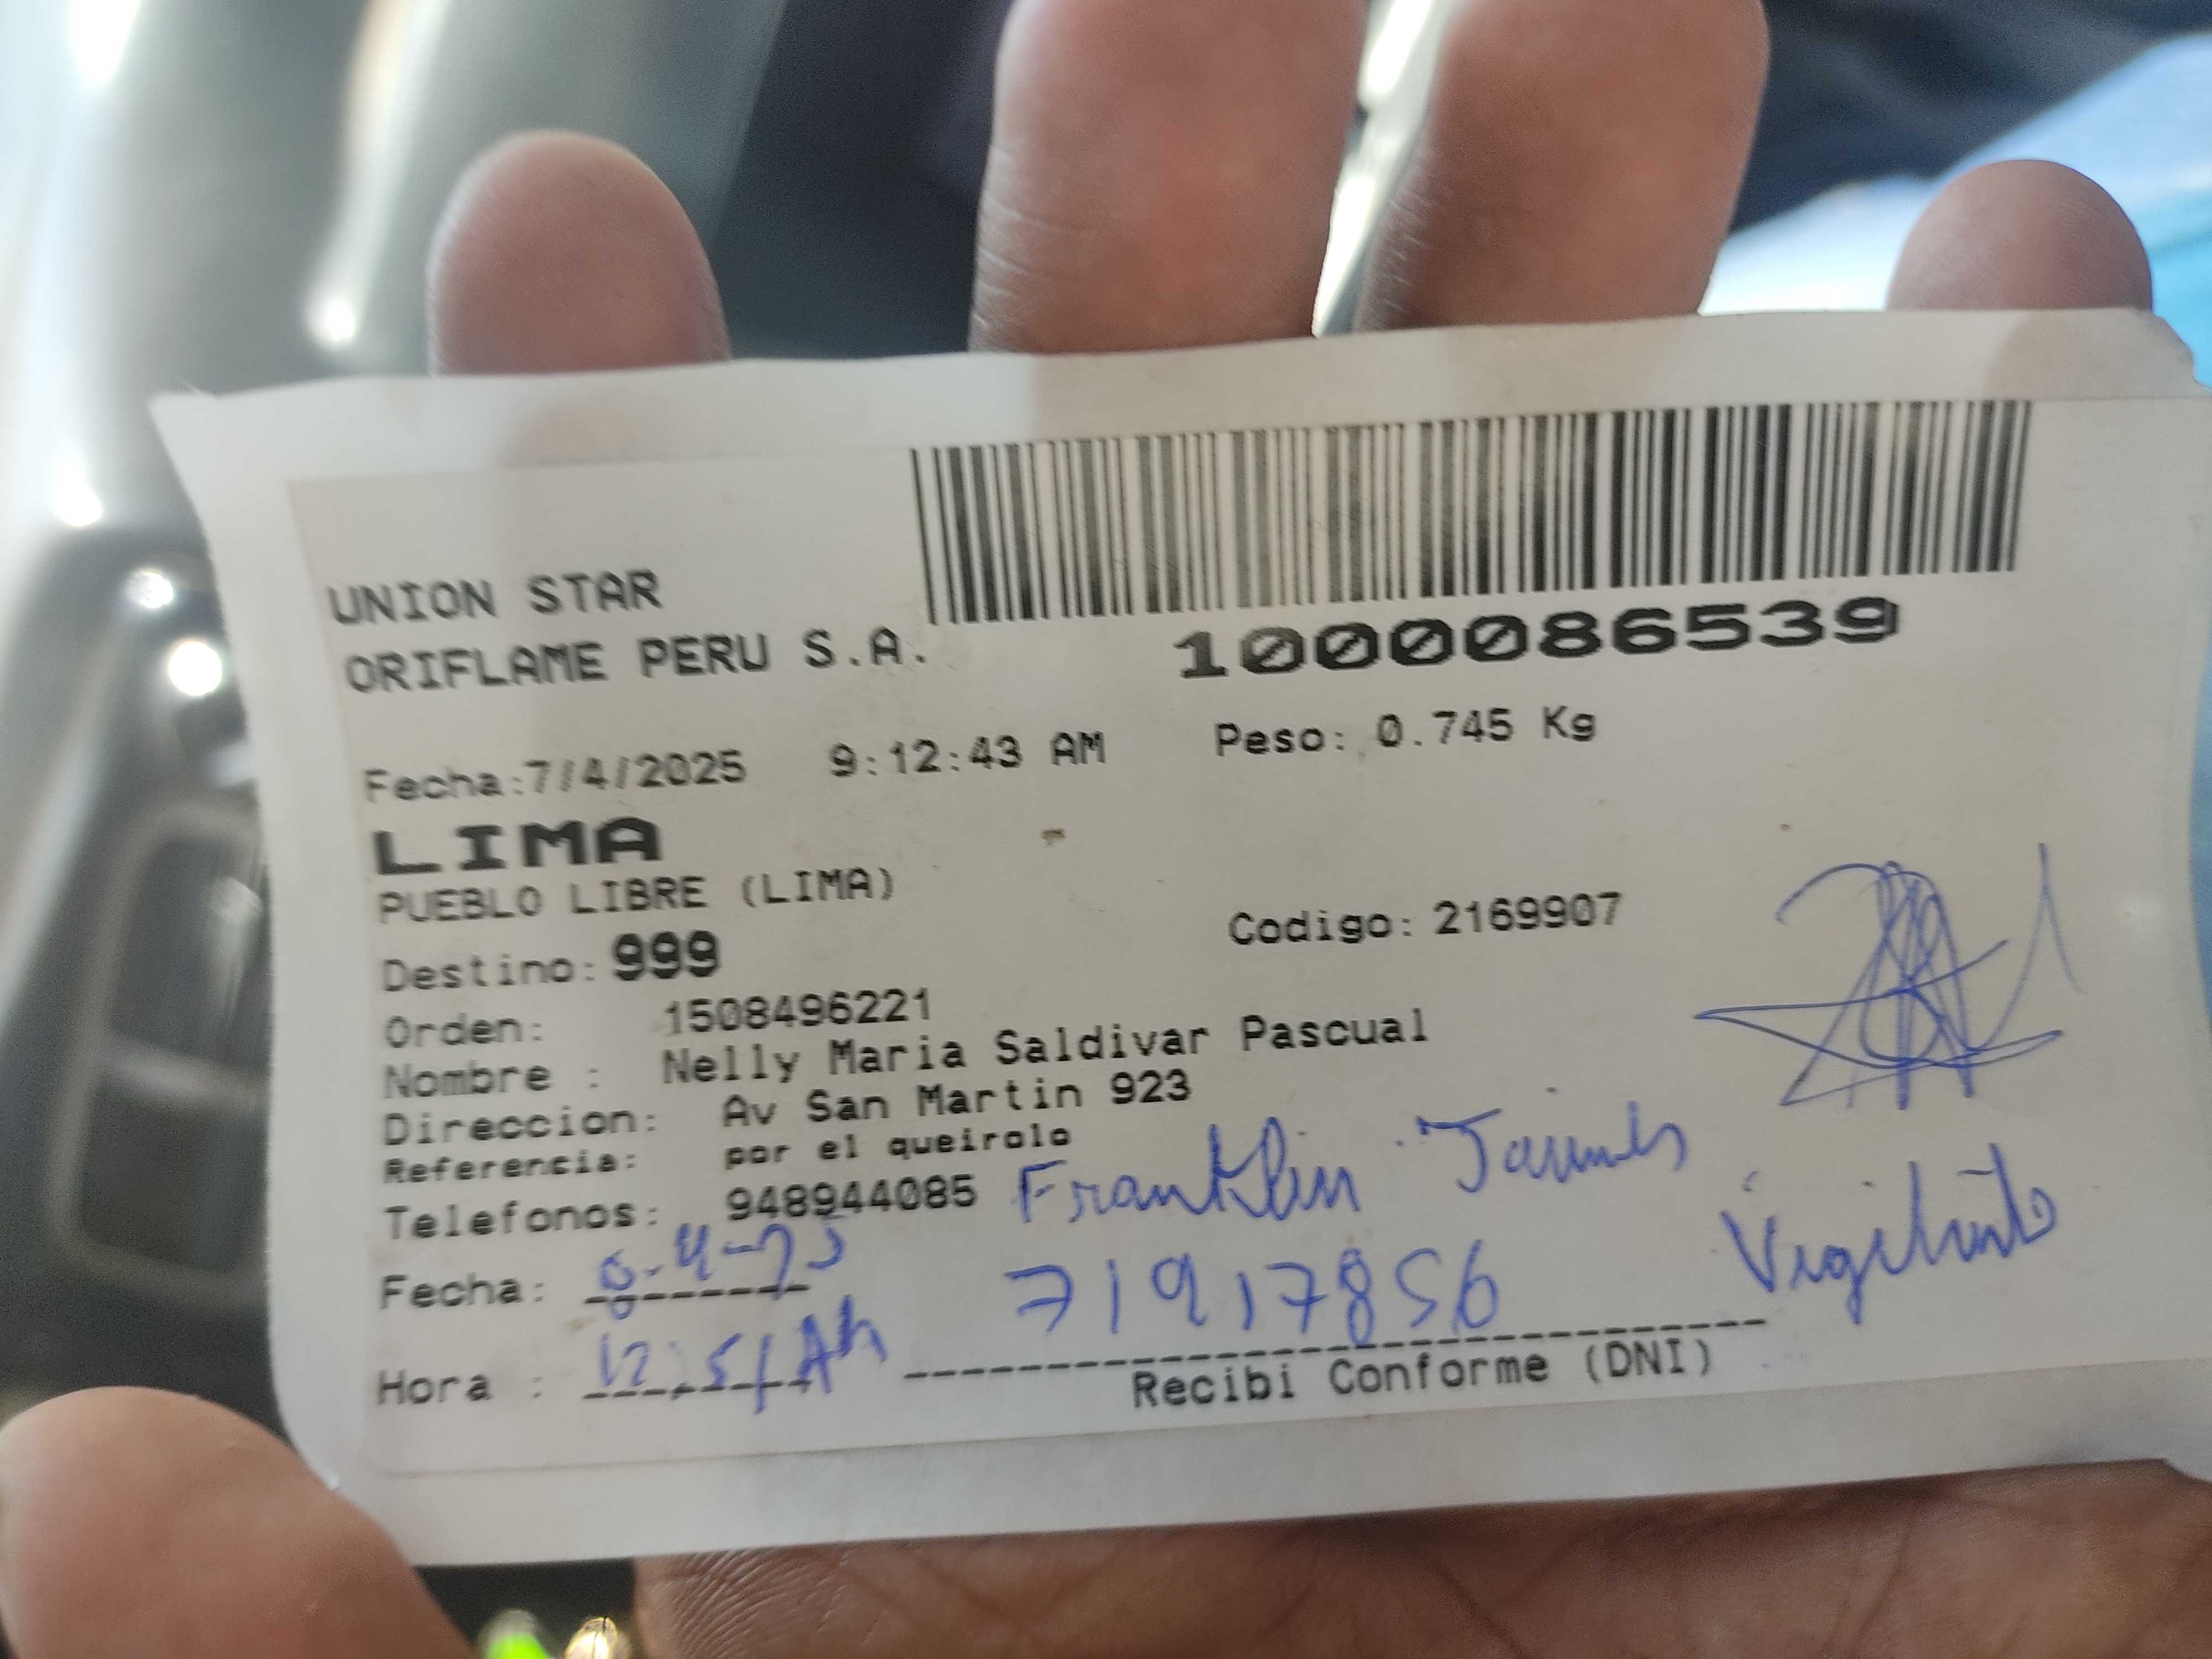 UNION STAR
ORIFLAME PERU S.A.
1000086539
Fecha:7/4/2025 9:12:43 AM Peso: 0.745 Kg
LIMA
PUEBLO LIBRE (LIMA)
Destino: 999 Codigo: 2169907
Orden: 1508496221
Nombre : Nelly Maria Saldivar Pascual
Direccion: Av San Martin 923
Referencia: por el queirolo
Telefonos: 948944085 Franklin
Fecha: 71917856
Hora :
Recibi Conforme (DNI)